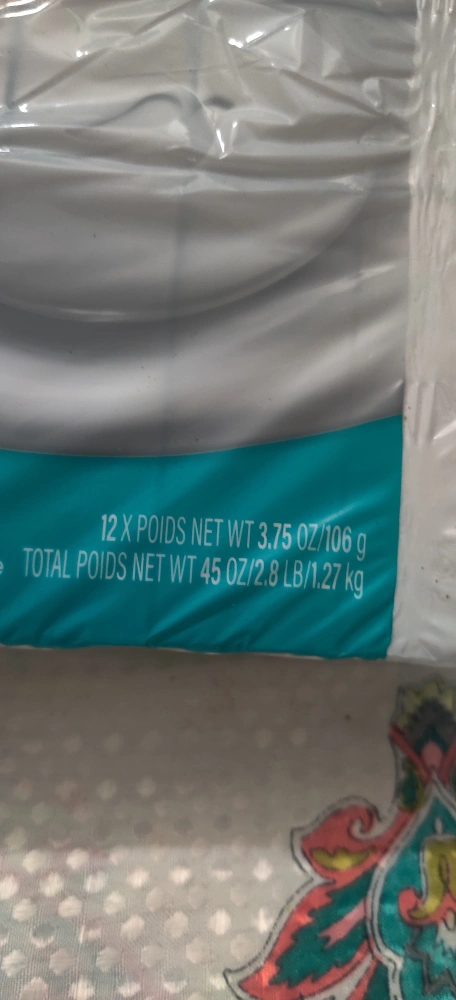 12 X POIDS NET WT 3.75 OZ/106 g
TOTAL POIDS NET WT 45 OZ/2.8 LB/1.27 kg